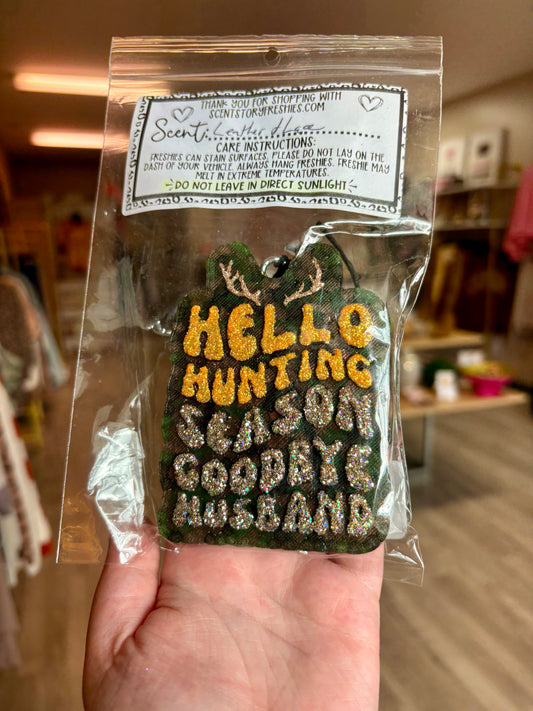 THANK YOU FOR SHOPPING WITH
SCENTSTORYFRESHIES.COM
Scent: Leather &
CARE INSTRUCTIONS:
FRESHIES CAN STAIN SURFACES, PLEASE DO NOT LAY ON THE
DASH OF YOUR VEHICLE. ALWAYS HANG FRESHIES. FRESHIE MAY
MELT IN EXTREME TEMPERATURES.
DO NOT LEAVE IN DIRECT SUNLIGHT
HELLO
HUNTING
SEASON
GOODBYE
HUSBAND